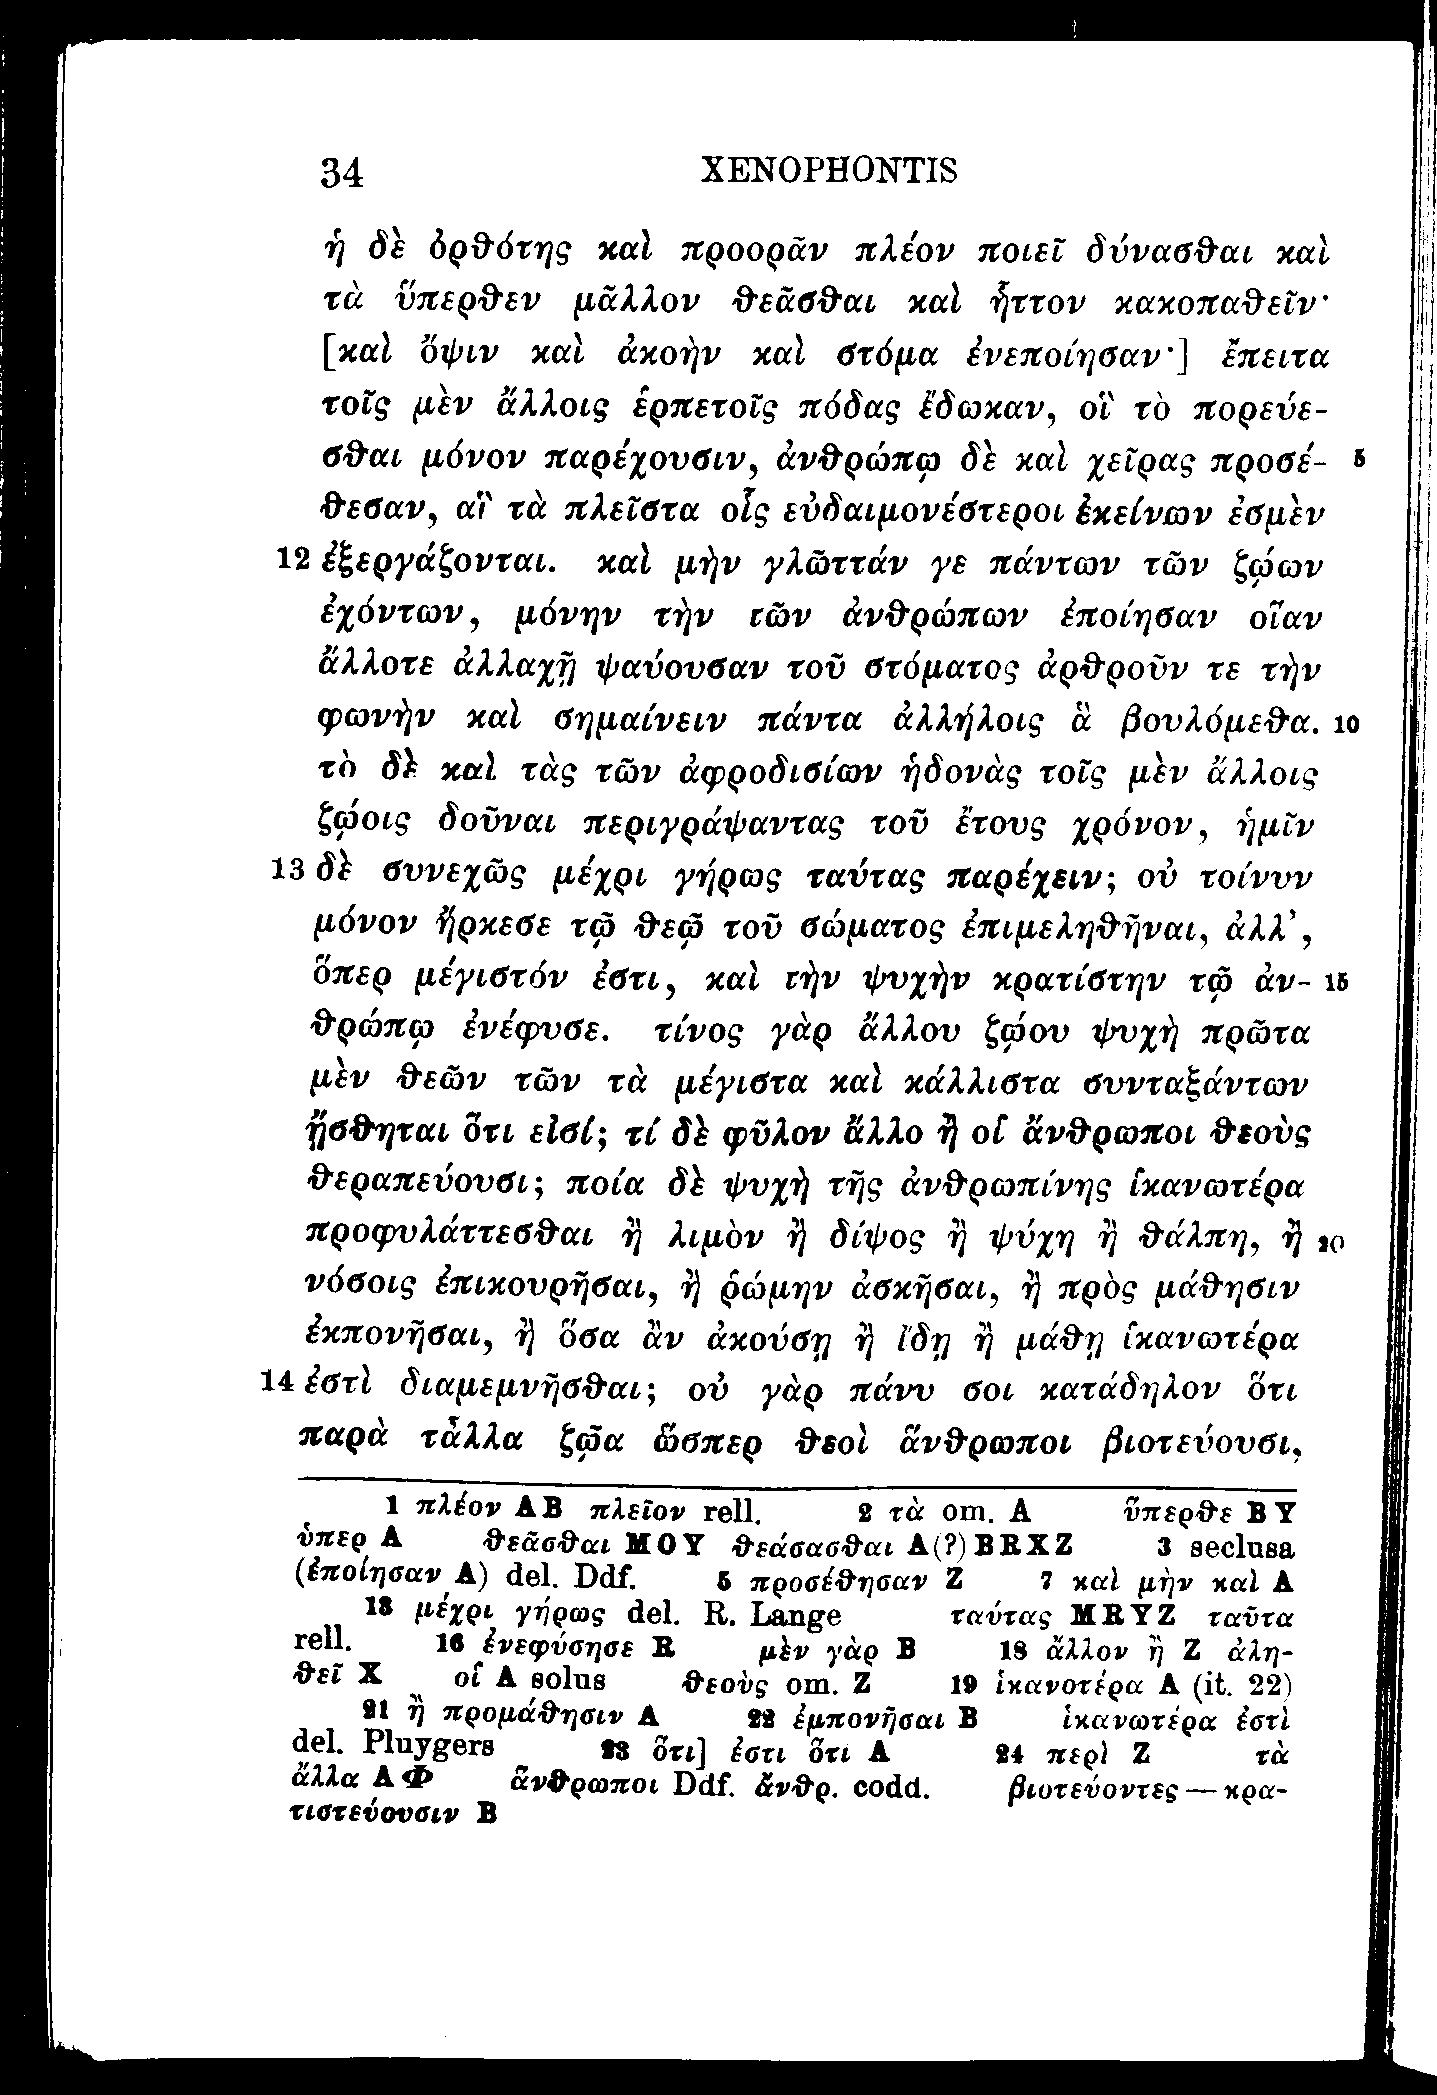 34 XENOPHONTIS
ἡ δὲ ὀρϑότης καὶ προορᾶν πλέον ποιεῖ δύνασϑαι καὶ
τὰ ὕπερϑεν μᾶλλον ϑεᾶσϑαι καὶ ἧττον κακοπαϑεῖν·
[καὶ ὄψιν καὶ ἀκοὴν καὶ στόμα ἐνεποίησαν·] ἔπειτα
τοῖς μὲν ἄλλοις ἑρπετοῖς πόδας ἔδωκαν, οἳ τὸ πορεύε-
σϑαι μόνον παρέχουσιν, ἀνϑρώπῳ δὲ καὶ χεῖρας προσέ- 5
ϑεσαν, αἳ τὰ πλεῖστα οἷς εὐδαιμονέστεροι ἐκείνων ἐσμὲν
12 ἐξεργάζονται. καὶ μὴν γλῶττάν γε πάντων τῶν ζῴων
ἐχόντων, μόνην τὴν τῶν ἀνϑρώπων ἐποίησαν οἵαν
ἄλλοτε ἀλλαχῇ ψαύουσαν τοῦ στόματος ἀρϑροῦν τε τὴν
φωνὴν καὶ σημαίνειν πάντα ἀλλήλοις ἃ βουλόμεϑα. 10
τὸ δὲ καὶ τὰς τῶν ἀφροδισίων ἡδονὰς τοῖς μὲν ἄλλοις
ζῴοις δοῦναι περιγράψαντας τοῦ ἔτους χρόνον, ἡμῖν
13 δὲ συνεχῶς μέχρι γήρως ταύτας παρέχειν; οὐ τοίνυν
μόνον ἤρκεσε τῷ ϑεῷ τοῦ σώματος ἐπιμεληϑῆναι, ἀλλ’,
ὅπερ μέγιστόν ἐστι, καὶ τὴν ψυχὴν κρατίστην τῷ ἀν- 15
ϑρώπῳ ἐνέφυσε. τίνος γὰρ ἄλλου ζῴου ψυχὴ πρῶτα
μὲν ϑεῶν τῶν τὰ μέγιστα καὶ κάλλιστα συνταξάντων
ᾔσϑηται ὅτι εἰσί; τί δὲ φῦλον ἄλλο ἢ οἱ ἄνϑρωποι ϑεοὺς
ϑεραπεύουσι; ποία δὲ ψυχὴ τῆς ἀνϑρωπίνης ἱκανωτέρα
προφυλάττεσϑαι ἢ λιμὸν ἢ δίψος ἢ ψύχη ἢ ϑάλπη, ἢ 20
νόσοις ἐπικουρῆσαι, ἢ ῥώμην ἀσκῆσαι, ἢ πρὸς μάϑησιν
ἐκπονῆσαι, ἢ ὅσα ἂν ἀκούσῃ ἢ ἴδῃ ἢ μάϑῃ ἱκανωτέρα
14 ἐστὶ διαμεμνῆσϑαι; οὐ γὰρ πάνυ σοι κατάδηλον ὅτι
παρὰ τἆλλα ζῷα ὥσπερ ϑεοὶ ἅνϑρωποι βιοτεύουσι,
1 πλέον AB πλεῖον rell. 2 τὰ om. A ὕπερϑε BY
ὑπερ A ϑεᾶσϑαι MOY ϑεάσασϑαι A(?)BRXZ 3 seclusa
(ἐποίησαν A) del. Ddf. 5 προσέϑησαν Z 7 καὶ μὴν καὶ A
13 μέχρι γήρως del. R. Lange ταύτας MRYZ ταῦτα
rell. 16 ἐνεφύσησε R μὲν γὰρ B 18 ἄλλον ἢ Z ἀλη-
ϑεῖ X οἱ A solus ϑεοὺς om. Z 19 ἱκανοτέρα A (it. 22)
21 ἢ προμάϑησιν A 22 ἐμπονῆσαι B ἱκανωτέρα ἐστὶ
del. Pluygers 23 ὅτι] ἐστι ὅτι A 24 περὶ Z τὰ
ἄλλα AΦ ἅνϑρωποι Ddf. ἄνϑρ. codd. βιοτεύοντες — κρα-
τιστεύουσιν B